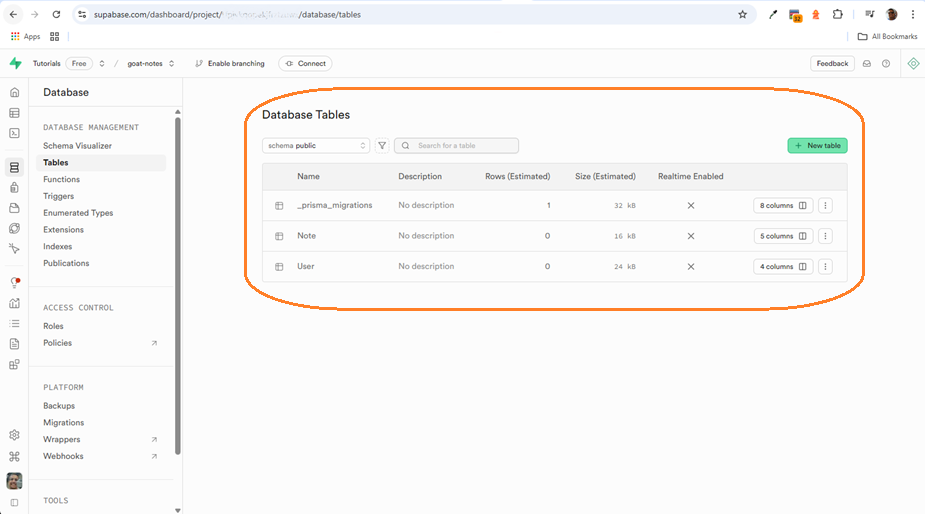 supabase.com/dashboard/project/ /database/tables
32
Apps
All Bookmarks
Tutorials Free / goat-notes Enable branching Connect Feedback
Database
DATABASE MANAGEMENT
Schema Visualizer
Tables
Functions
Triggers
Enumerated Types
Extensions
Indexes
Publications
ACCESS CONTROL
Roles
Policies
PLATFORM
Backups
Migrations
Wrappers
Webhooks
TOOLS
Database Tables
schema public Search for a table + New table
Name Description Rows (Estimated) Size (Estimated) Realtime Enabled
_prisma_migrations No description 1 32 kB 8 columns
Note No description 0 16 kB 5 columns
User No description 0 24 kB 4 columns